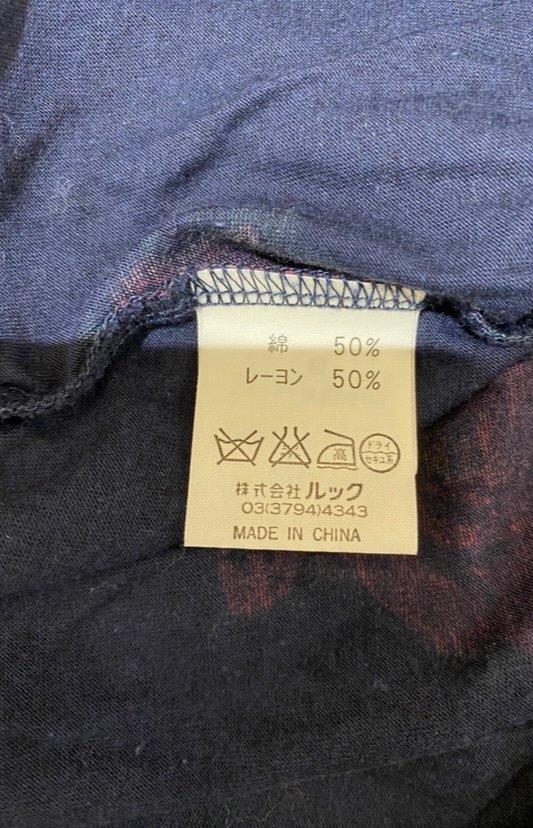 綿 50%
レーヨン 50%
高 ドライ
セキユ系
株式会社 ルック
03(3794)4343
MADE IN CHINA